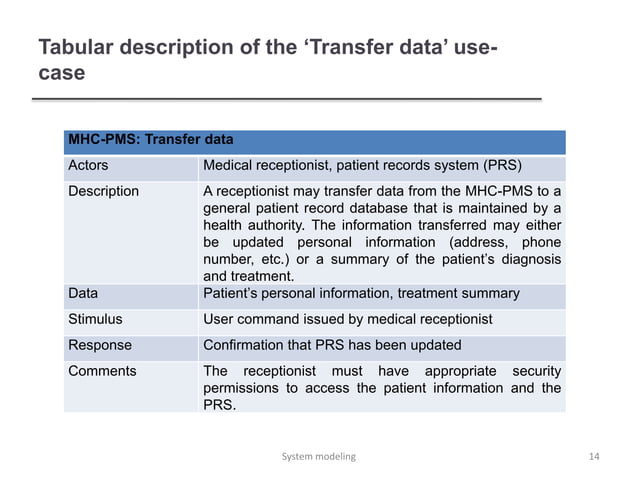 Tabular description of the ‘Transfer data’ use-
case
MHC-PMS: Transfer data
Actors Medical receptionist, patient records system (PRS)
Description A receptionist may transfer data from the MHC-PMS to a
general patient record database that is maintained by a
health authority. The information transferred may either
be updated personal information (address, phone
number, etc.) or a summary of the patient’s diagnosis
and treatment.
Data Patient’s personal information, treatment summary
Stimulus User command issued by medical receptionist
Response Confirmation that PRS has been updated
Comments The receptionist must have appropriate security
permissions to access the patient information and the
PRS.
System modeling 14